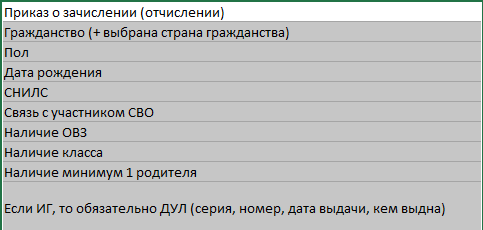 Приказ о зачислении (отчислении)
Гражданство (+ выбрана страна гражданства)
Пол
Дата рождения
СНИЛС
Связь с участником СВО
Наличие ОВЗ
Наличие класса
Наличие минимум 1 родителя
Если ИГ, то обязательно ДУЛ (серия, номер, дата выдачи, кем выдна)